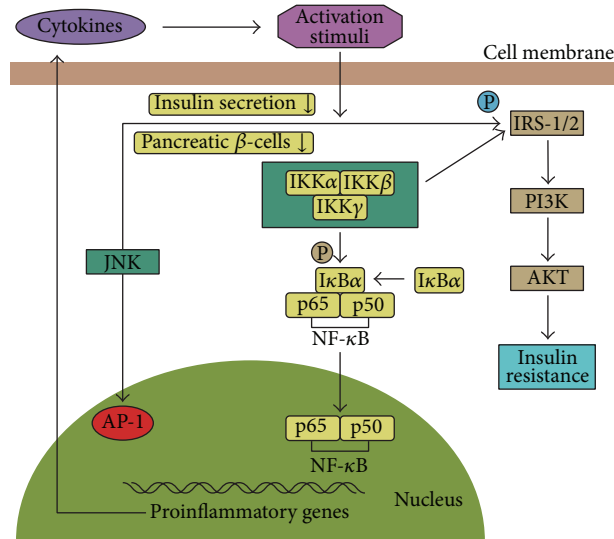 Cytokines
Activation
stimuli
Cell membrane
Insulin secretion ↓
P
IRS-1/2
Pancreatic β-cells ↓
IKKα
IKKβ
IKKγ
PI3K
JNK
P
IκBα
IκBα
AKT
p65
p50
NF-κB
Insulin
resistance
AP-1
p65
p50
NF-κB
Nucleus
Proinflammatory genes